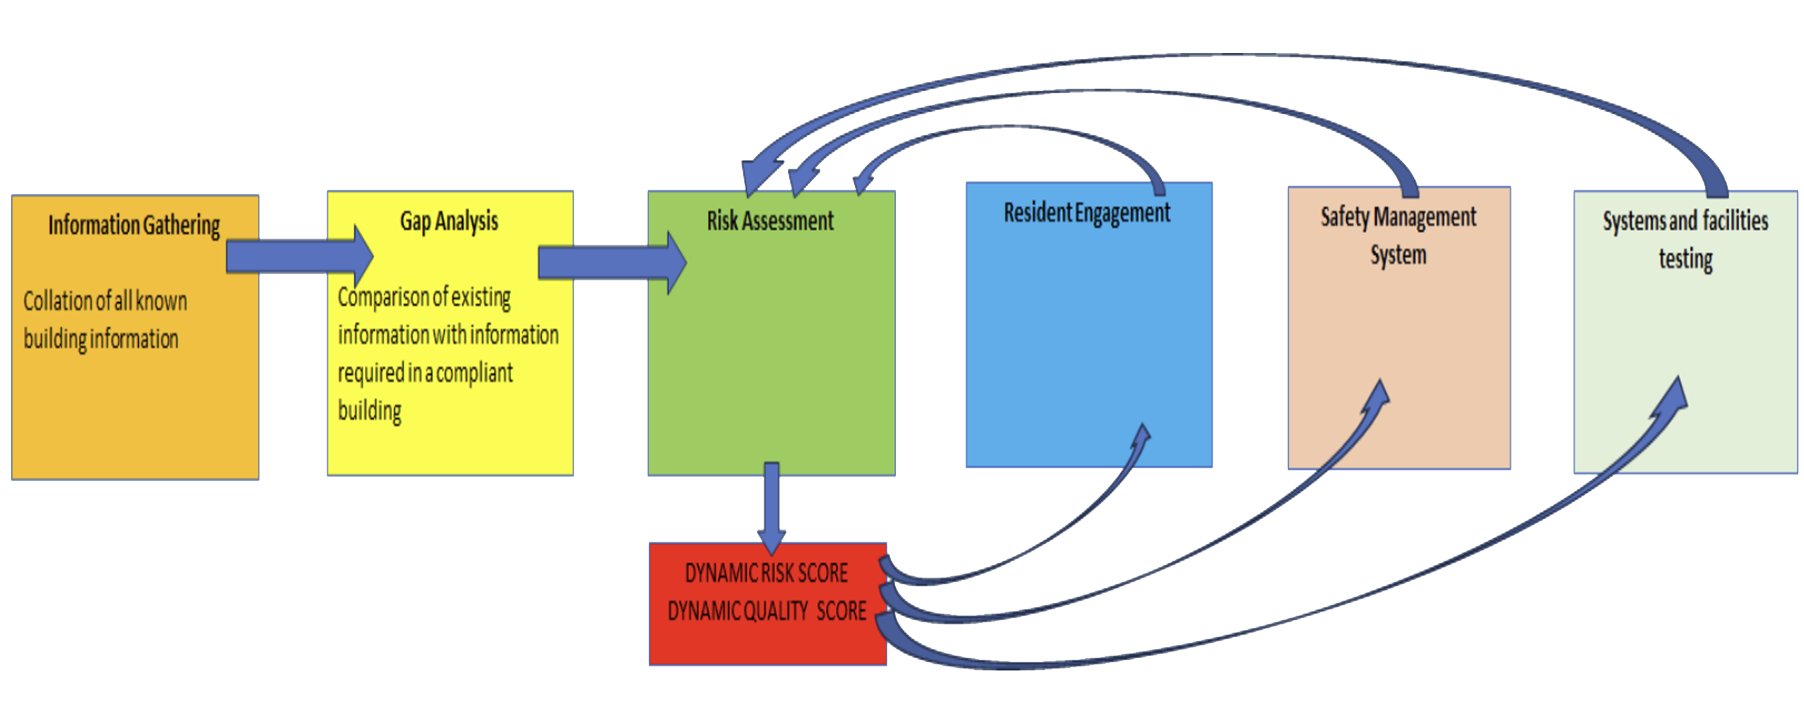 Information Gathering
Collation of all known
building information
Gap Analysis
Comparison of existing
information with information
required in a compliant
building
Risk Assessment
DYNAMIC RISK SCORE
DYNAMIC QUALITY SCORE
Resident Engagement
Safety Management
System
Systems and facilities
testing